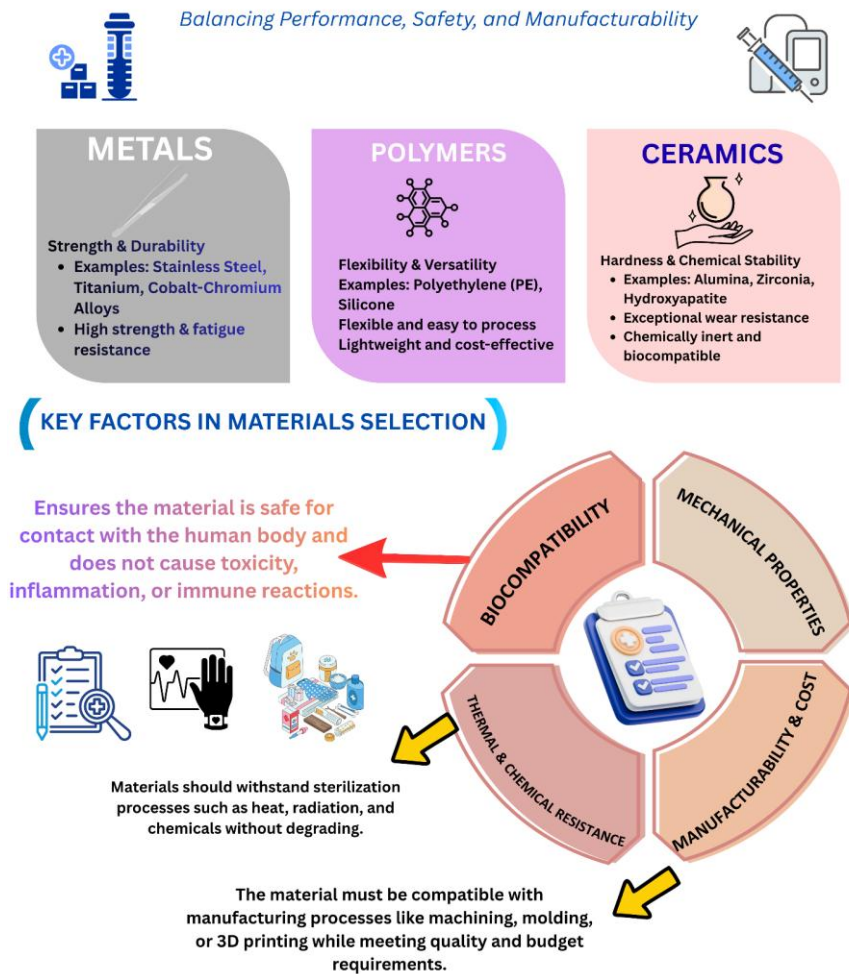 Balancing Performance, Safety, and Manufacturability
METALS
Strength & Durability
• Examples: Stainless Steel,
Titanium, Cobalt-Chromium
Alloys
• High strength & fatigue
resistance
POLYMERS
Flexibility & Versatility
Examples: Polyethylene (PE),
Silicone
Flexible and easy to process
Lightweight and cost-effective
CERAMICS
Hardness & Chemical Stability
• Examples: Alumina, Zirconia,
Hydroxyapatite
• Exceptional wear resistance
• Chemically inert and
biocompatible
KEY FACTORS IN MATERIALS SELECTION
Ensures the material is safe for
contact with the human body and
does not cause toxicity,
inflammation, or immune reactions.
BIOCOMPATIBILITY
MECHANICAL PROPERTIES
THERMAL & CHEMICAL RESISTANCE
MANUFACTURABILITY & COST
Materials should withstand sterilization
processes such as heat, radiation, and
chemicals without degrading.
The material must be compatible with
manufacturing processes like machining, molding,
or 3D printing while meeting quality and budget
requirements.